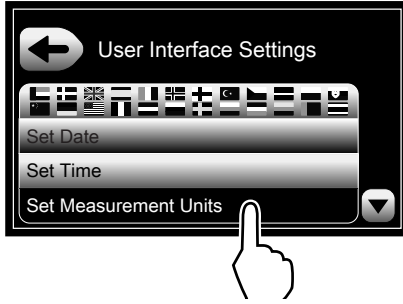 User Interface Settings
Set Date
Set Time
Set Measurement Units